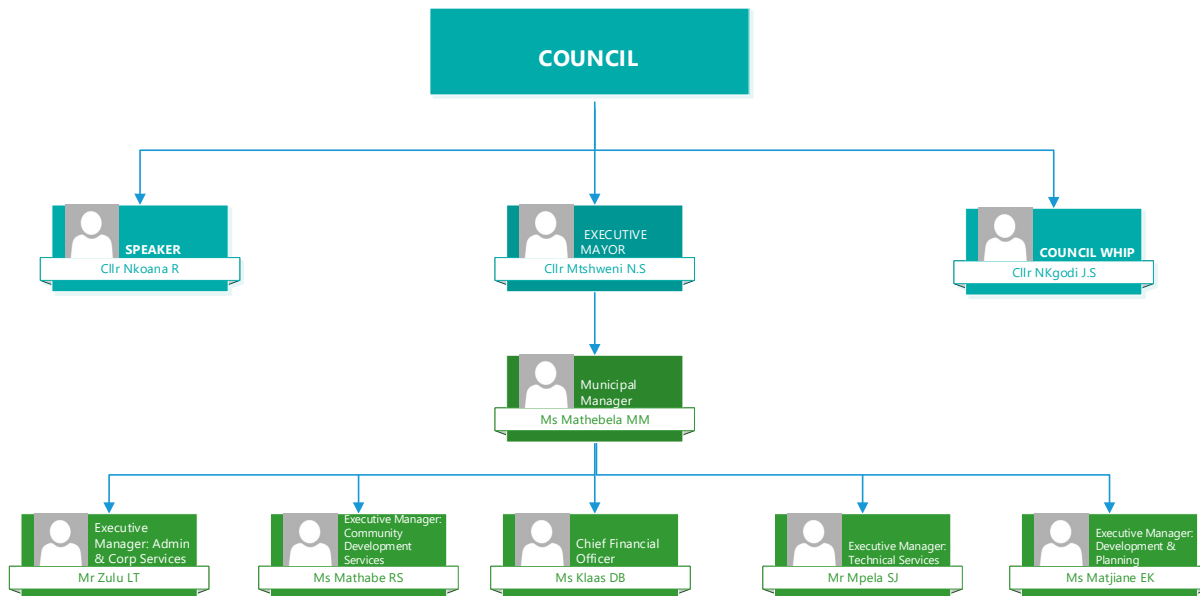 COUNCIL
SPEAKER
Cllr Nkoana R
EXECUTIVE
MAYOR
Cllr Mtshweni N.S
COUNCIL WHIP
Cllr NKgodi J.S
Municipal
Manager
Ms Mathebela MM
Executive
Manager: Admin
& Corp Services
Mr Zulu LT
Executive Manager:
Community
Development
Services
Ms Mathabe RS
Chief Financial
Officer
Ms Klaas DB
Executive Manager:
Technical Services
Mr Mpela SJ
Executive Manager:
Development &
Planning
Ms Matjiane EK